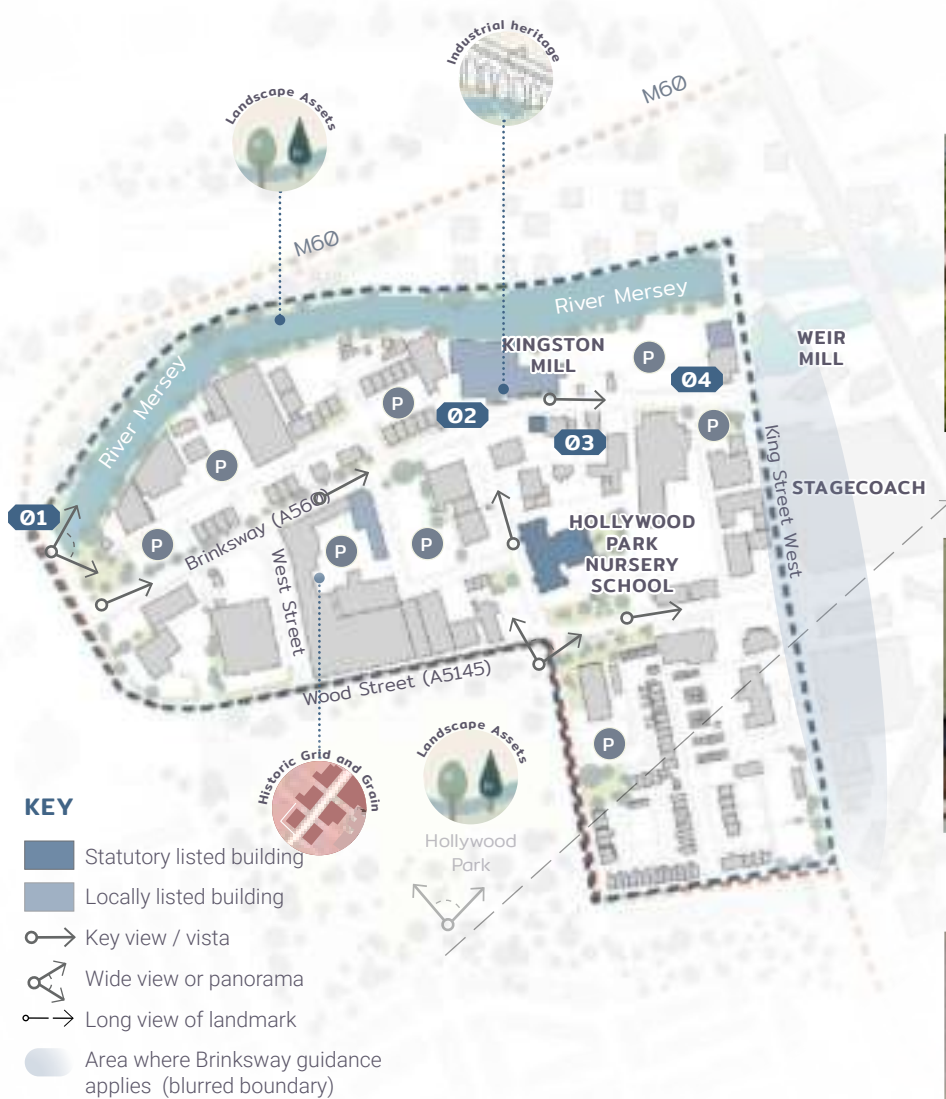 Industrial heritage
Landscape Assets
M60
M60
River Mersey
River Mersey
KINGSTON
MILL
WEIR
MILL
P
04
P
02
P
03
P
King Street West
STAGECOACH
01
Brinksway (A560)
P
P
P
HOLLYWOOD
PARK
NURSERY
SCHOOL
West Street
Wood Street (A5145)
P
Historic Grid and Grain
Landscape Assets
Hollywood
Park
KEY
Statutory listed building
Locally listed building
Key view / vista
Wide view or panorama
Long view of landmark
Area where Brinksway guidance
applies (blurred boundary)